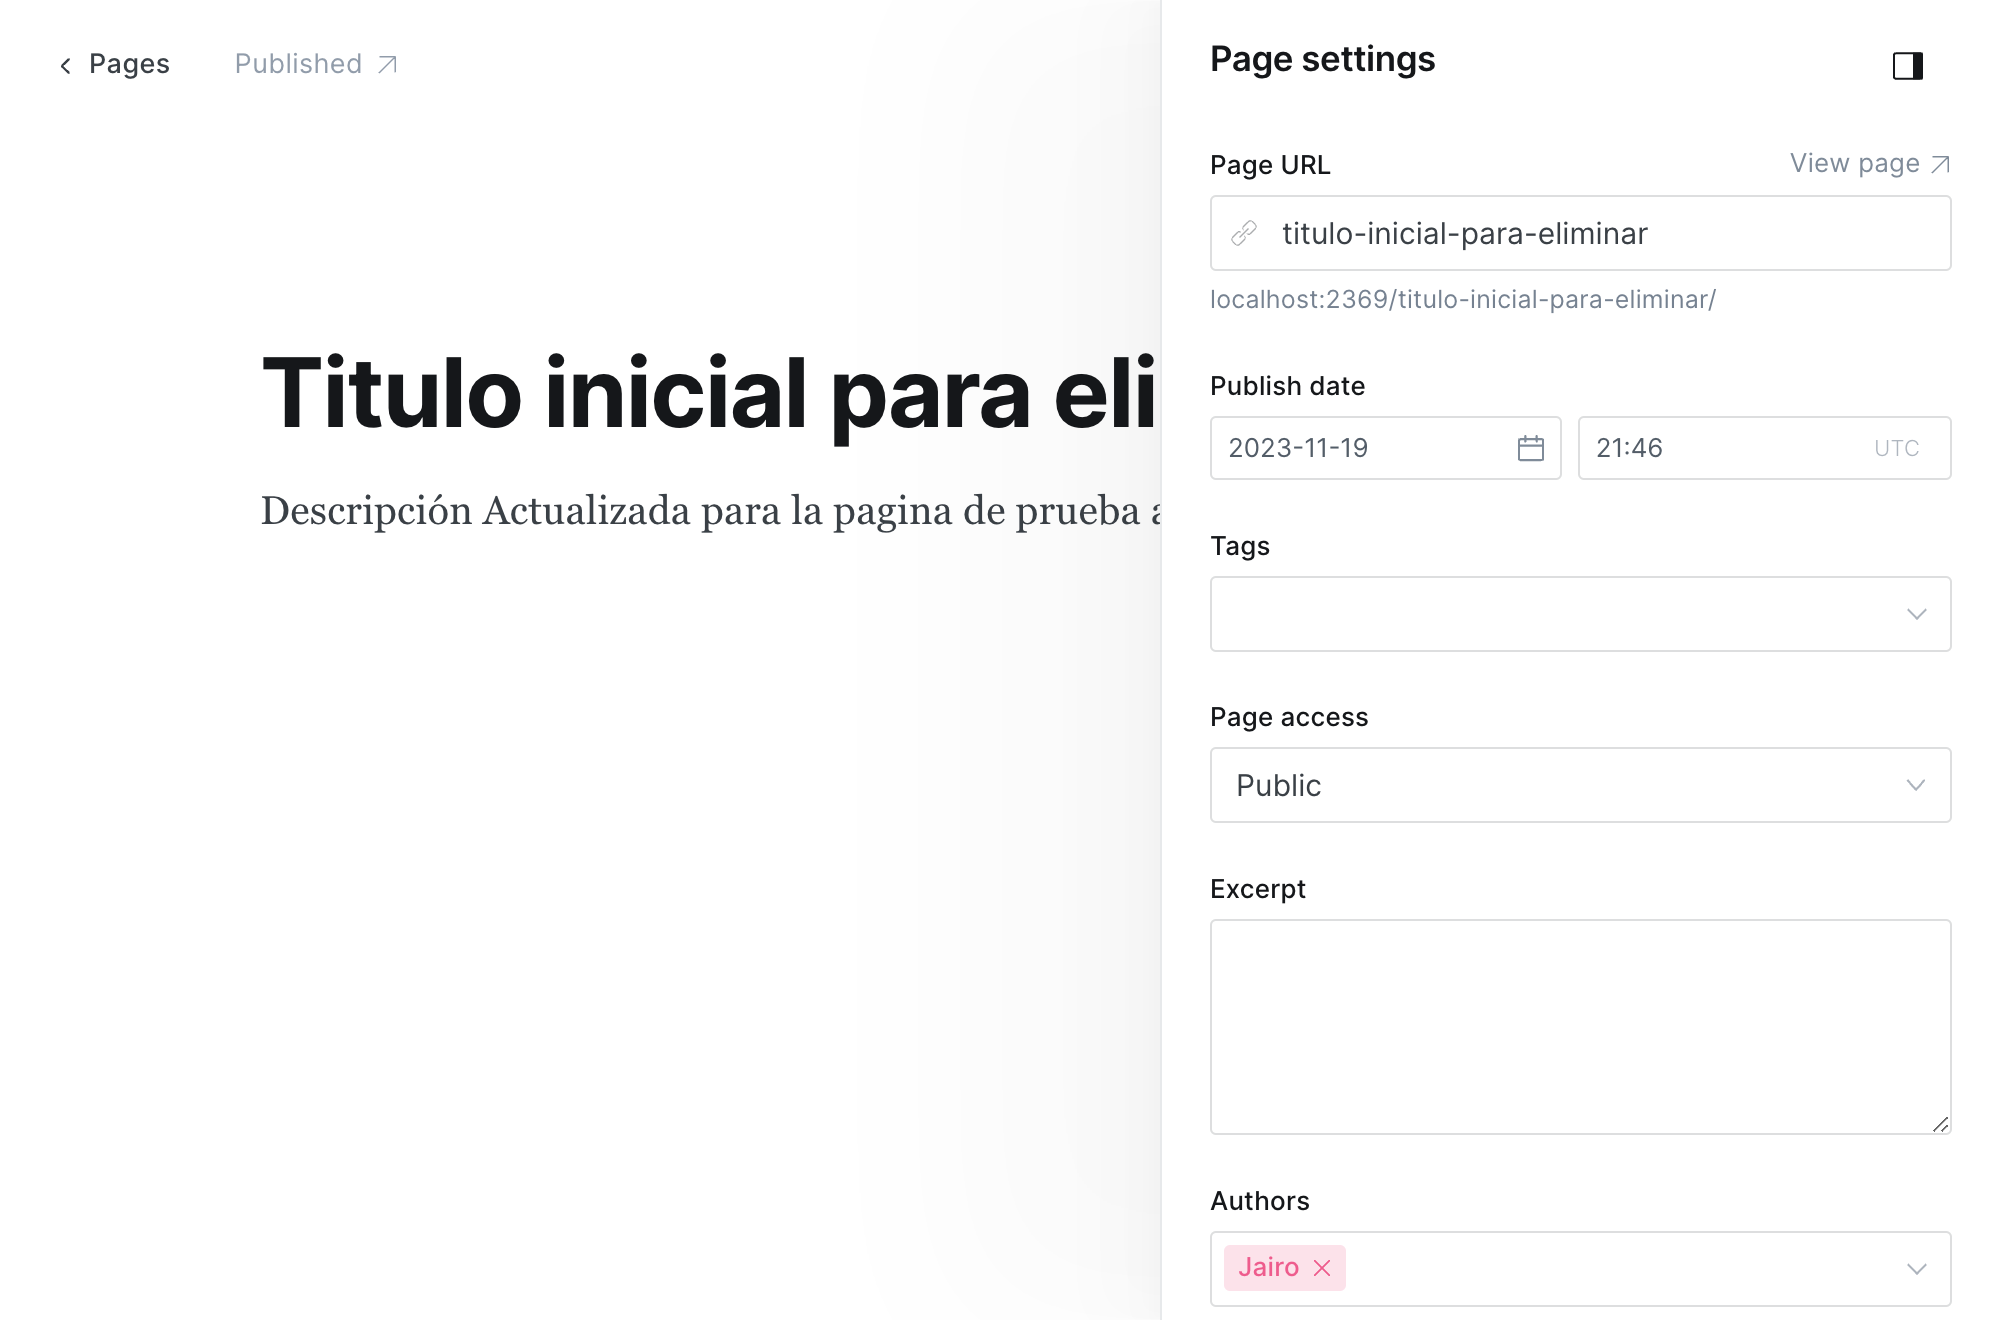 Pages
Published
Titulo inicial para eli
Descripción Actualizada para la pagina de prueba
Page settings
Page URL
View page
titulo-inicial-para-eliminar
localhost:2369/titulo-inicial-para-eliminar/
Publish date
2023-11-19
21:46
UTC
Tags
Page access
Public
Excerpt
Authors
Jairo